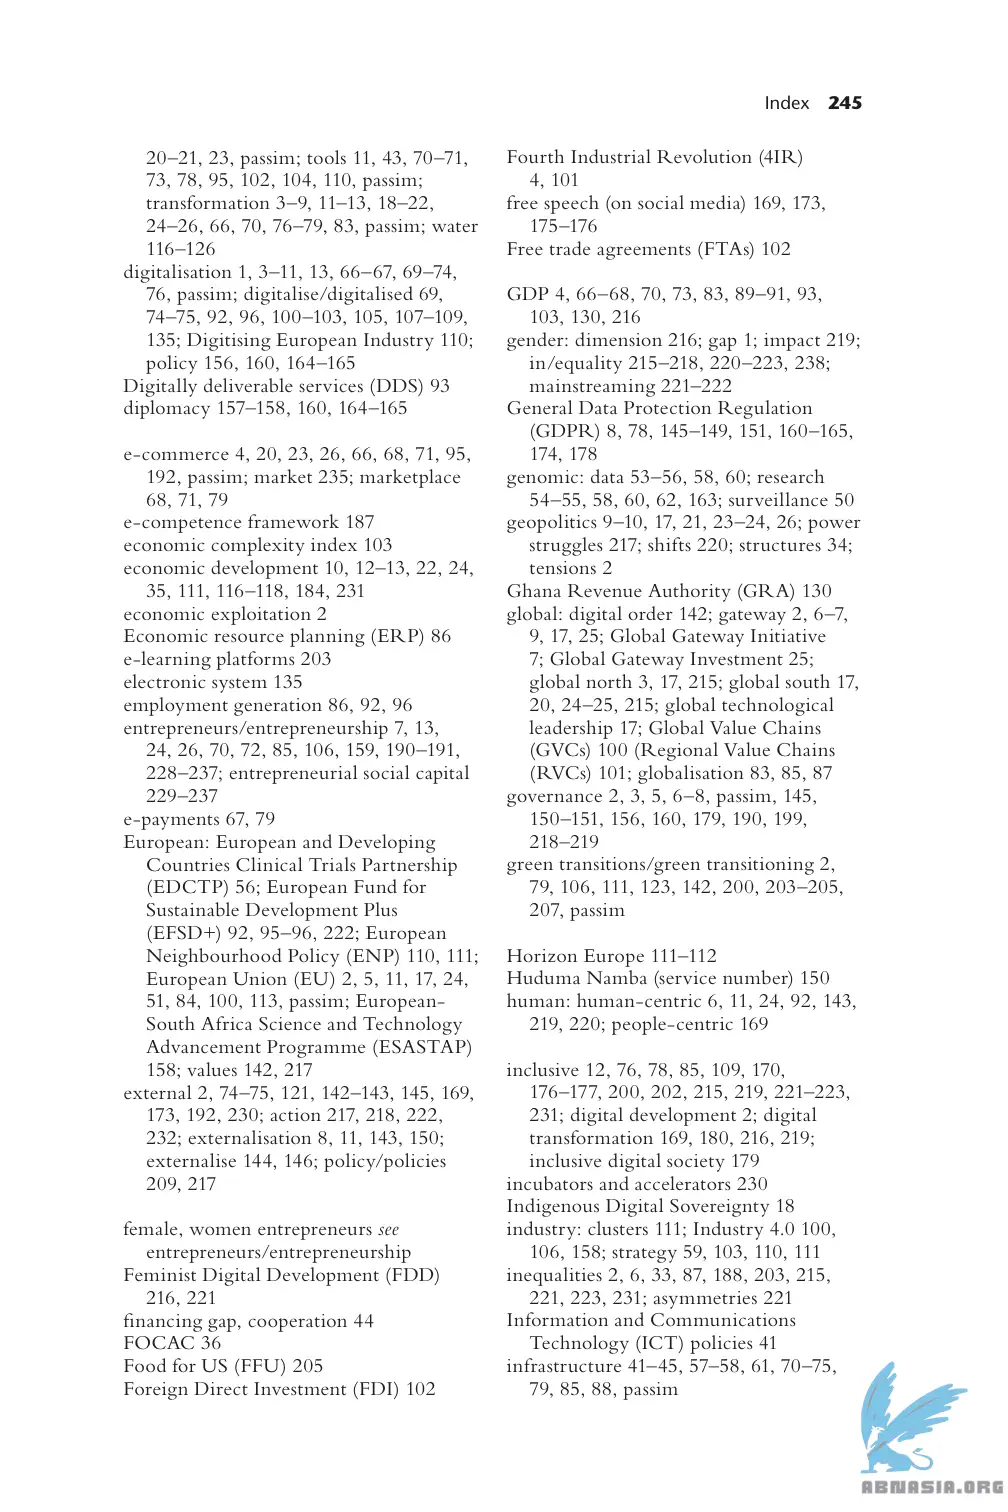 Index 245
20–21, 23, passim; tools 11, 43, 70–71,
73, 78, 95, 102, 104, 110, passim;
transformation 3–9, 11–13, 18–22,
24–26, 66, 70, 76–79, 83, passim; water
116–126
digitalisation 1, 3–11, 13, 66–67, 69–74,
76, passim; digitalise/digitalised 69,
74–75, 92, 96, 100–103, 105, 107–109,
135; Digitising European Industry 110;
policy 156, 160, 164–165
Digitally deliverable services (DDS) 93
diplomacy 157–158, 160, 164–165
e-commerce 4, 20, 23, 26, 66, 68, 71, 95,
192, passim; market 235; marketplace
68, 71, 79
e-competence framework 187
economic complexity index 103
economic development 10, 12–13, 22, 24,
35, 111, 116–118, 184, 231
economic exploitation 2
Economic resource planning (ERP) 86
e-learning platforms 203
electronic system 135
employment generation 86, 92, 96
entrepreneurs/entrepreneurship 7, 13,
24, 26, 70, 72, 85, 106, 159, 190–191,
228–237; entrepreneurial social capital
229–237
e-payments 67, 79
European: European and Developing
Countries Clinical Trials Partnership
(EDCTP) 56; European Fund for
Sustainable Development Plus
(EFSD+) 92, 95–96, 222; European
Neighbourhood Policy (ENP) 110, 111;
European Union (EU) 2, 5, 11, 17, 24,
51, 84, 100, 113, passim; European-
South Africa Science and Technology
Advancement Programme (ESASTAP)
158; values 142, 217
external 2, 74–75, 121, 142–143, 145, 169,
173, 192, 230; action 217, 218, 222,
232; externalisation 8, 11, 143, 150;
externalise 144, 146; policy/policies
209, 217
female, women entrepreneurs see
entrepreneurs/entrepreneurship
Feminist Digital Development (FDD)
216, 221
financing gap, cooperation 44
FOCAC 36
Food for US (FFU) 205
Foreign Direct Investment (FDI) 102
Fourth Industrial Revolution (4IR)
4, 101
free speech (on social media) 169, 173,
175–176
Free trade agreements (FTAs) 102
GDP 4, 66–68, 70, 73, 83, 89–91, 93,
103, 130, 216
gender: dimension 216; gap 1; impact 219;
in/equality 215–218, 220–223, 238;
mainstreaming 221–222
General Data Protection Regulation
(GDPR) 8, 78, 145–149, 151, 160–165,
174, 178
genomic: data 53–56, 58, 60; research
54–55, 58, 60, 62, 163; surveillance 50
geopolitics 9–10, 17, 21, 23–24, 26; power
struggles 217; shifts 220; structures 34;
tensions 2
Ghana Revenue Authority (GRA) 130
global: digital order 142; gateway 2, 6–7,
9, 17, 25; Global Gateway Initiative
7; Global Gateway Investment 25;
global north 3, 17, 215; global south 17,
20, 24–25, 215; global technological
leadership 17; Global Value Chains
(GVCs) 100 (Regional Value Chains
(RVCs) 101; globalisation 83, 85, 87
governance 2, 3, 5, 6–8, passim, 145,
150–151, 156, 160, 179, 190, 199,
218–219
green transitions/green transitioning 2,
79, 106, 111, 123, 142, 200, 203–205,
207, passim
Horizon Europe 111–112
Huduma Namba (service number) 150
human: human-centric 6, 11, 24, 92, 143,
219, 220; people-centric 169
inclusive 12, 76, 78, 85, 109, 170,
176–177, 200, 202, 215, 219, 221–223,
231; digital development 2; digital
transformation 169, 180, 216, 219;
inclusive digital society 179
incubators and accelerators 230
Indigenous Digital Sovereignty 18
industry: clusters 111; Industry 4.0 100,
106, 158; strategy 59, 103, 110, 111
inequalities 2, 6, 33, 87, 188, 203, 215,
221, 223, 231; asymmetries 221
Information and Communications
Technology (ICT) policies 41
infrastructure 41–45, 57–58, 61, 70–75,
79, 85, 88, passim
ABNASIA.ORG